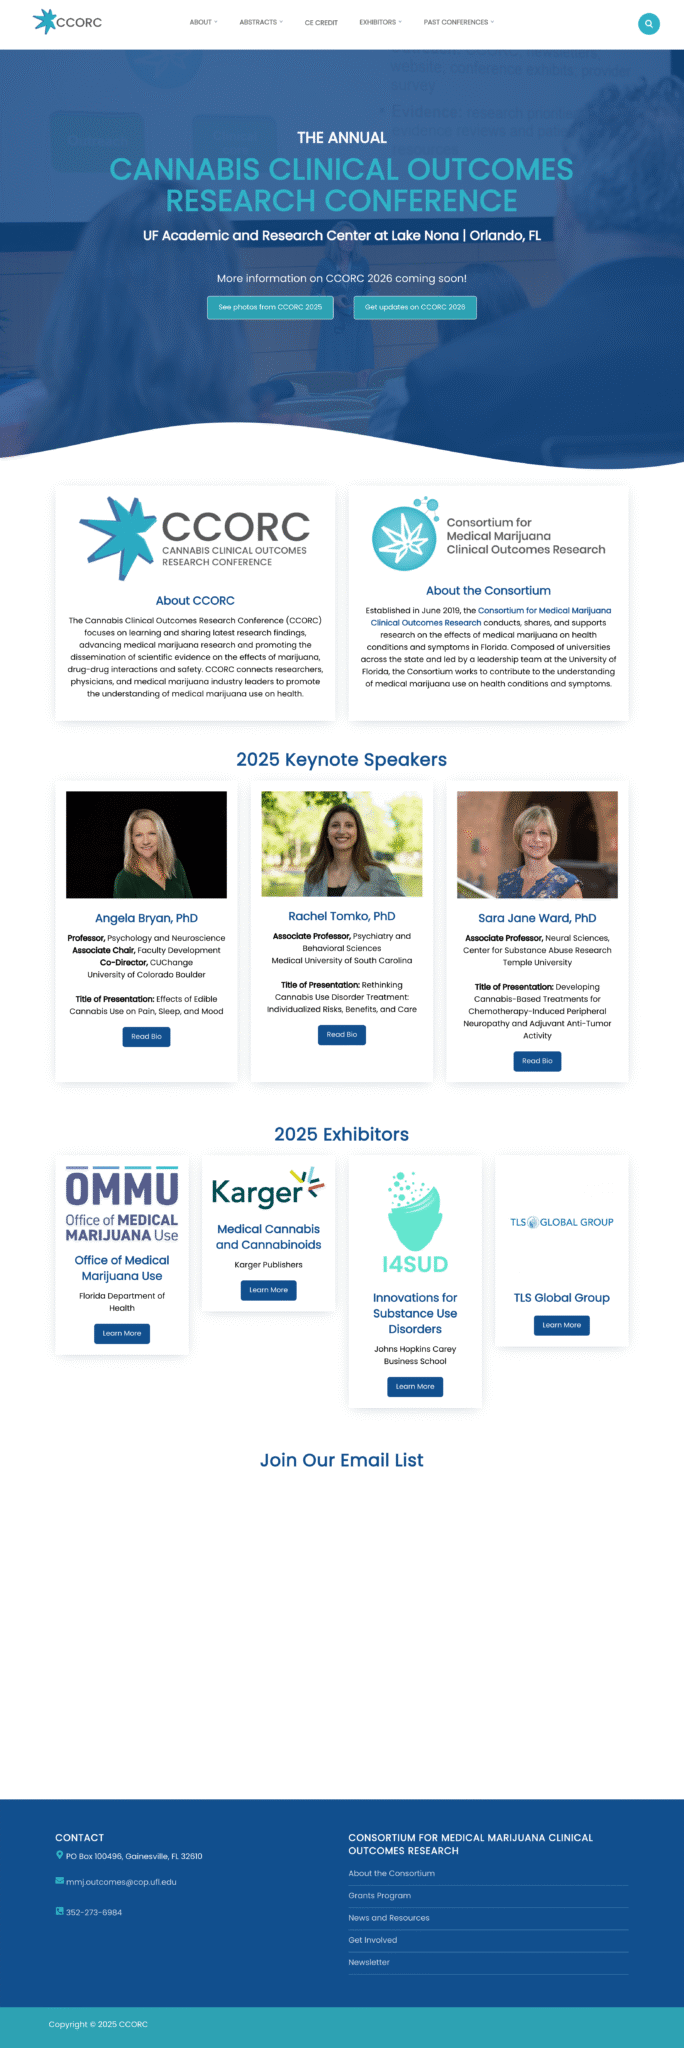 CCORC
ABOUT
ABSTRACTS
CE CREDIT
EXHIBITORS
PAST CONFERENCES
website, conference exhibits, provider
survey
Evidence: research priorities
THE ANNUAL
CANNABIS CLINICAL OUTCOMES
RESEARCH CONFERENCE
UF Academic and Research Center at Lake Nona | Orlando, FL
More information on CCORC 2026 coming soon!
See photos from CCORC 2025
Get updates on CCORC 2026
CCORC
CANNABIS CLINICAL OUTCOMES
RESEARCH CONFERENCE
About CCORC
The Cannabis Clinical Outcomes Research Conference (CCORC)
focuses on learning and sharing latest research findings,
advancing medical marijuana research and promoting the
dissemination of scientific evidence on the effects of marijuana,
drug-drug interactions and safety. CCORC connects researchers,
physicians, and medical marijuana industry leaders to promote
the understanding of medical marijuana use on health.
Consortium for
Medical Marijuana
Clinical Outcomes Research
About the Consortium
Established in June 2019, the Consortium for Medical Marijuana
Clinical Outcomes Research conducts, shares, and supports
research on the effects of medical marijuana on health
conditions and symptoms in Florida. Composed of universities
across the state and led by a leadership team at the University of
Florida, the Consortium works to contribute to the understanding
of medical marijuana use on health conditions and symptoms.
2025 Keynote Speakers
Angela Bryan, PhD
Professor, Psychology and Neuroscience
Associate Chair, Faculty Development
Co-Director, CUChange
University of Colorado Boulder
Title of Presentation: Effects of Edible
Cannabis Use on Pain, Sleep, and Mood
Read Bio
Rachel Tomko, PhD
Associate Professor, Psychiatry and
Behavioral Sciences
Medical University of South Carolina
Title of Presentation: Rethinking
Cannabis Use Disorder Treatment:
Individualized Risks, Benefits, and Care
Read Bio
Sara Jane Ward, PhD
Associate Professor, Neural Sciences,
Center for Substance Abuse Research
Temple University
Title of Presentation: Developing
Cannabis-Based Treatments for
Chemotherapy-Induced Peripheral
Neuropathy and Adjuvant Anti-Tumor
Activity
Read Bio
2025 Exhibitors
OMMU
Office of MEDICAL
MARIJUANA Use
Office of Medical
Marijuana Use
Florida Department of
Health
Learn More
Karger
Medical Cannabis
and Cannabinoids
Karger Publishers
Learn More
I4SUD
Innovations for
Substance Use
Disorders
Johns Hopkins Carey
Business School
Learn More
TLS GLOBAL GROUP
TLS Global Group
Learn More
Join Our Email List
CONTACT
PO Box 100496, Gainesville, FL 32610
mmj.outcomes@cop.ufl.edu
352-273-6984
CONSORTIUM FOR MEDICAL MARIJUANA CLINICAL
OUTCOMES RESEARCH
About the Consortium
Grants Program
News and Resources
Get Involved
Newsletter
Copyright © 2025 CCORC